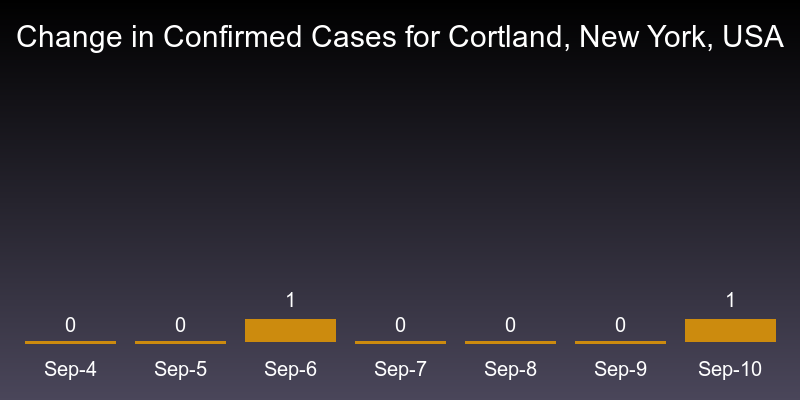 Change in Confirmed Cases for Cortland, New York, USA
0 0 1 0 0 0 1
Sep-4 Sep-5 Sep-6 Sep-7 Sep-8 Sep-9 Sep-10